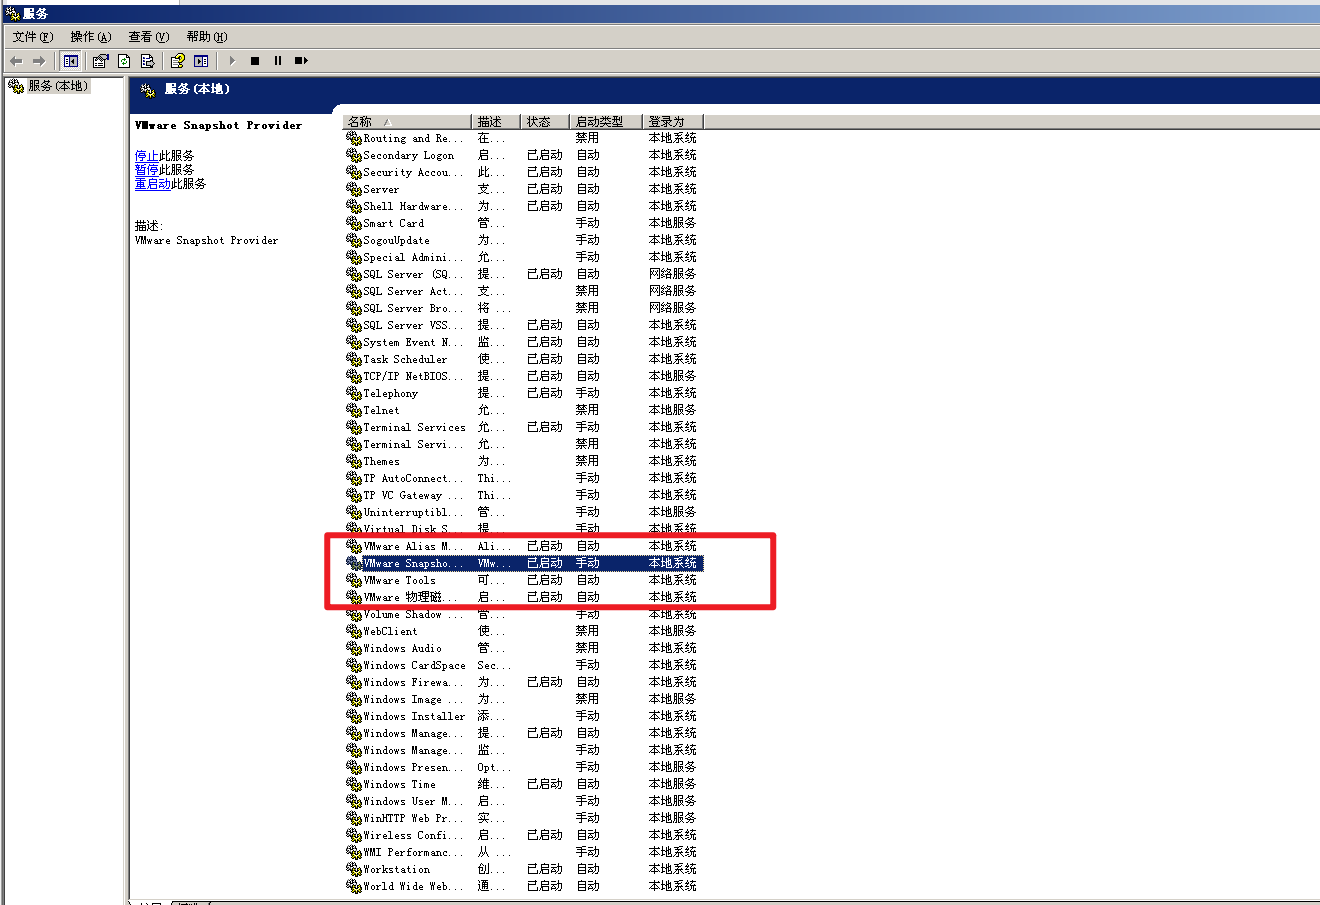 服务
文件(F) 操作(A) 查看(V) 帮助(H)
服务(本地)
服务(本地)
VMware Snapshot Provider
停止此服务
暂停此服务
重启动此服务
描述:
VMware Snapshot Provider
名称 描述 状态 启动类型 登录为
Routing and Re... 在... 禁用 本地系统
Secondary Logon 启... 已启动 自动 本地系统
Security Accou... 此... 已启动 自动 本地系统
Server 支... 已启动 自动 本地系统
Shell Hardware... 为... 已启动 自动 本地系统
Smart Card 管... 手动 本地服务
SogouUpdate 为... 手动 本地系统
Special Admini... 允... 手动 本地系统
SQL Server (SQ... 提... 已启动 自动 网络服务
SQL Server Act... 支... 禁用 网络服务
SQL Server Bro... 将 ... 禁用 网络服务
SQL Server VSS... 提... 已启动 自动 本地系统
System Event N... 监... 已启动 自动 本地系统
Task Scheduler 使... 已启动 自动 本地系统
TCP/IP NetBIOS... 提... 已启动 自动 本地服务
Telephony 提... 已启动 手动 本地系统
Telnet 允... 禁用 本地服务
Terminal Services 允... 已启动 手动 本地系统
Terminal Servi... 允... 禁用 本地系统
Themes 为... 禁用 本地系统
TP AutoConnect... Thi... 手动 本地系统
TP VC Gateway ... Thi... 手动 本地系统
Uninterruptibl... 管... 手动 本地服务
Virtual Disk S... 提... 手动 本地系统
VMware Alias M... Ali... 已启动 自动 本地系统
VMware Snapsho... VMw... 已启动 手动 本地系统
VMware Tools 可... 已启动 自动 本地系统
VMware 物理磁... 启... 已启动 自动 本地系统
Volume Shadow ... 管... 手动 本地系统
WebClient 使... 禁用 本地服务
Windows Audio 管... 禁用 本地系统
Windows CardSpace Sec... 手动 本地系统
Windows Firewa... 为... 已启动 自动 本地系统
Windows Image ... 为... 禁用 本地服务
Windows Installer 添... 手动 本地系统
Windows Manage... 提... 已启动 自动 本地系统
Windows Manage... 监... 手动 本地系统
Windows Presen... Opt... 手动 本地服务
Windows Time 维... 已启动 自动 本地服务
Windows User M... 启... 手动 本地服务
WinHTTP Web Pr... 实... 手动 本地服务
Wireless Confi... 启... 已启动 自动 本地系统
WMI Performanc... 从 ... 手动 本地系统
Workstation 创... 已启动 自动 本地系统
World Wide Web... 通... 已启动 自动 本地系统